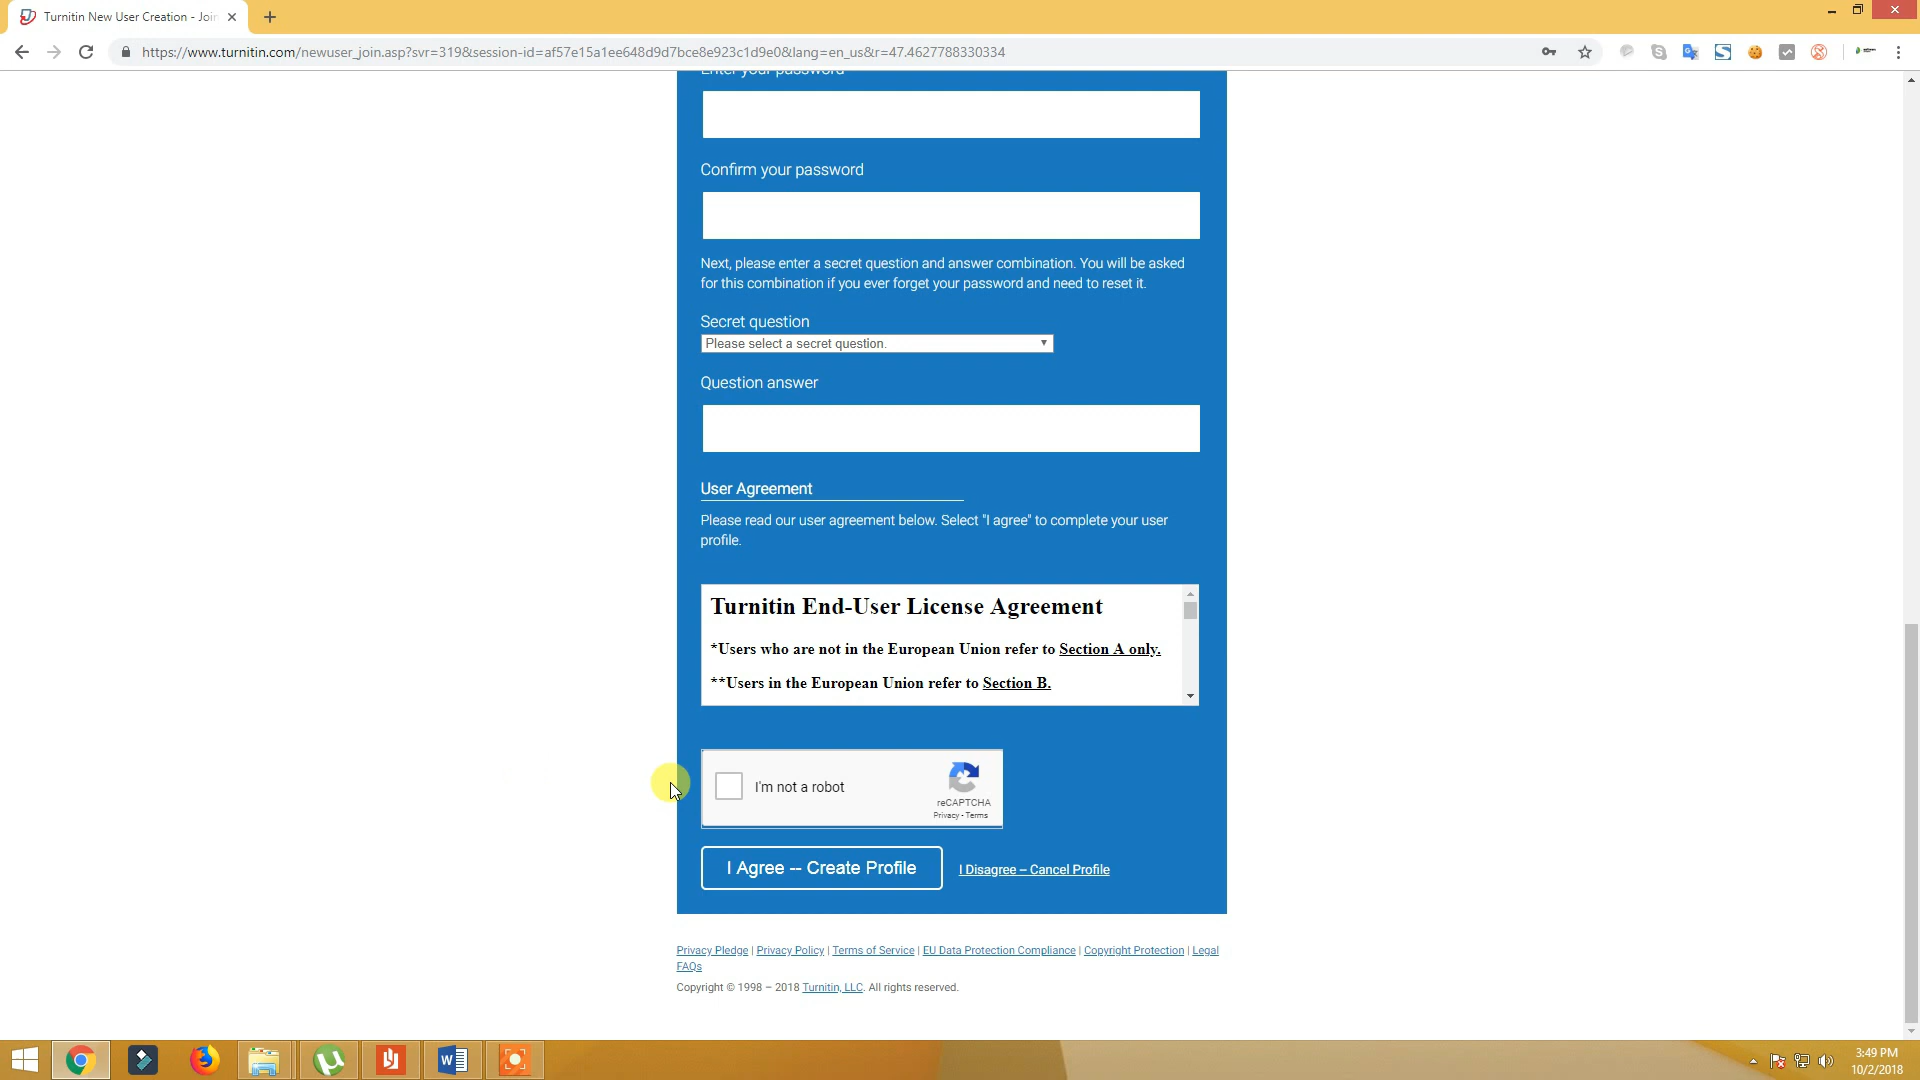 Turnitin New User Creation - Join
https://www.turnitin.com/newuser_join.asp?svr=319&session-id=af57e15a1ee648d9d7bce8e923c1d9e0&lang=en_us&r=47.4627788330334
Enter your password
Confirm your password
Next, please enter a secret question and answer combination. You will be asked
for this combination if you ever forget your password and need to reset it.
Secret question
Please select a secret question.
Question answer
User Agreement
Please read our user agreement below. Select "I agree" to complete your user
profile.
Turnitin End-User License Agreement
*Users who are not in the European Union refer to Section A only.
**Users in the European Union refer to Section B.
I'm not a robot
reCAPTCHA
Privacy - Terms
I Agree -- Create Profile
I Disagree – Cancel Profile
Privacy Pledge | Privacy Policy | Terms of Service | EU Data Protection Compliance | Copyright Protection | Legal
FAQs
Copyright © 1998 – 2018 Turnitin, LLC. All rights reserved.
3:49 PM
10/2/2018